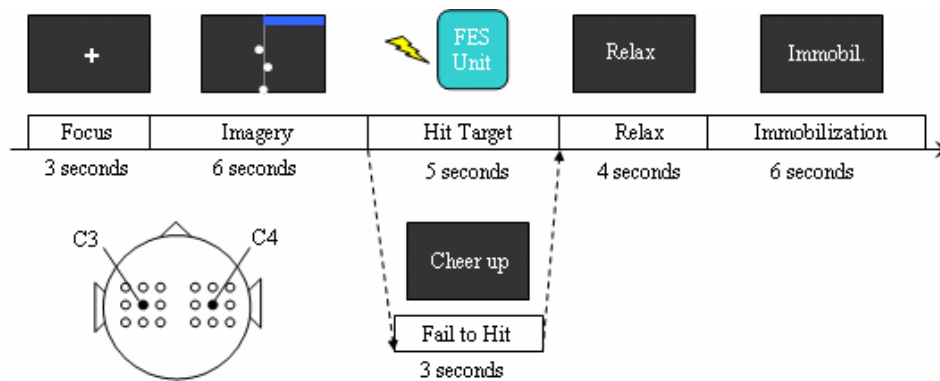 FES
Unit
Relax
Immobil.
Focus
Imagery
Hit Target
Relax
Immobilization
3 seconds
6 seconds
5 seconds
4 seconds
6 seconds
C3
C4
Cheer up
Fail to Hit
3 seconds